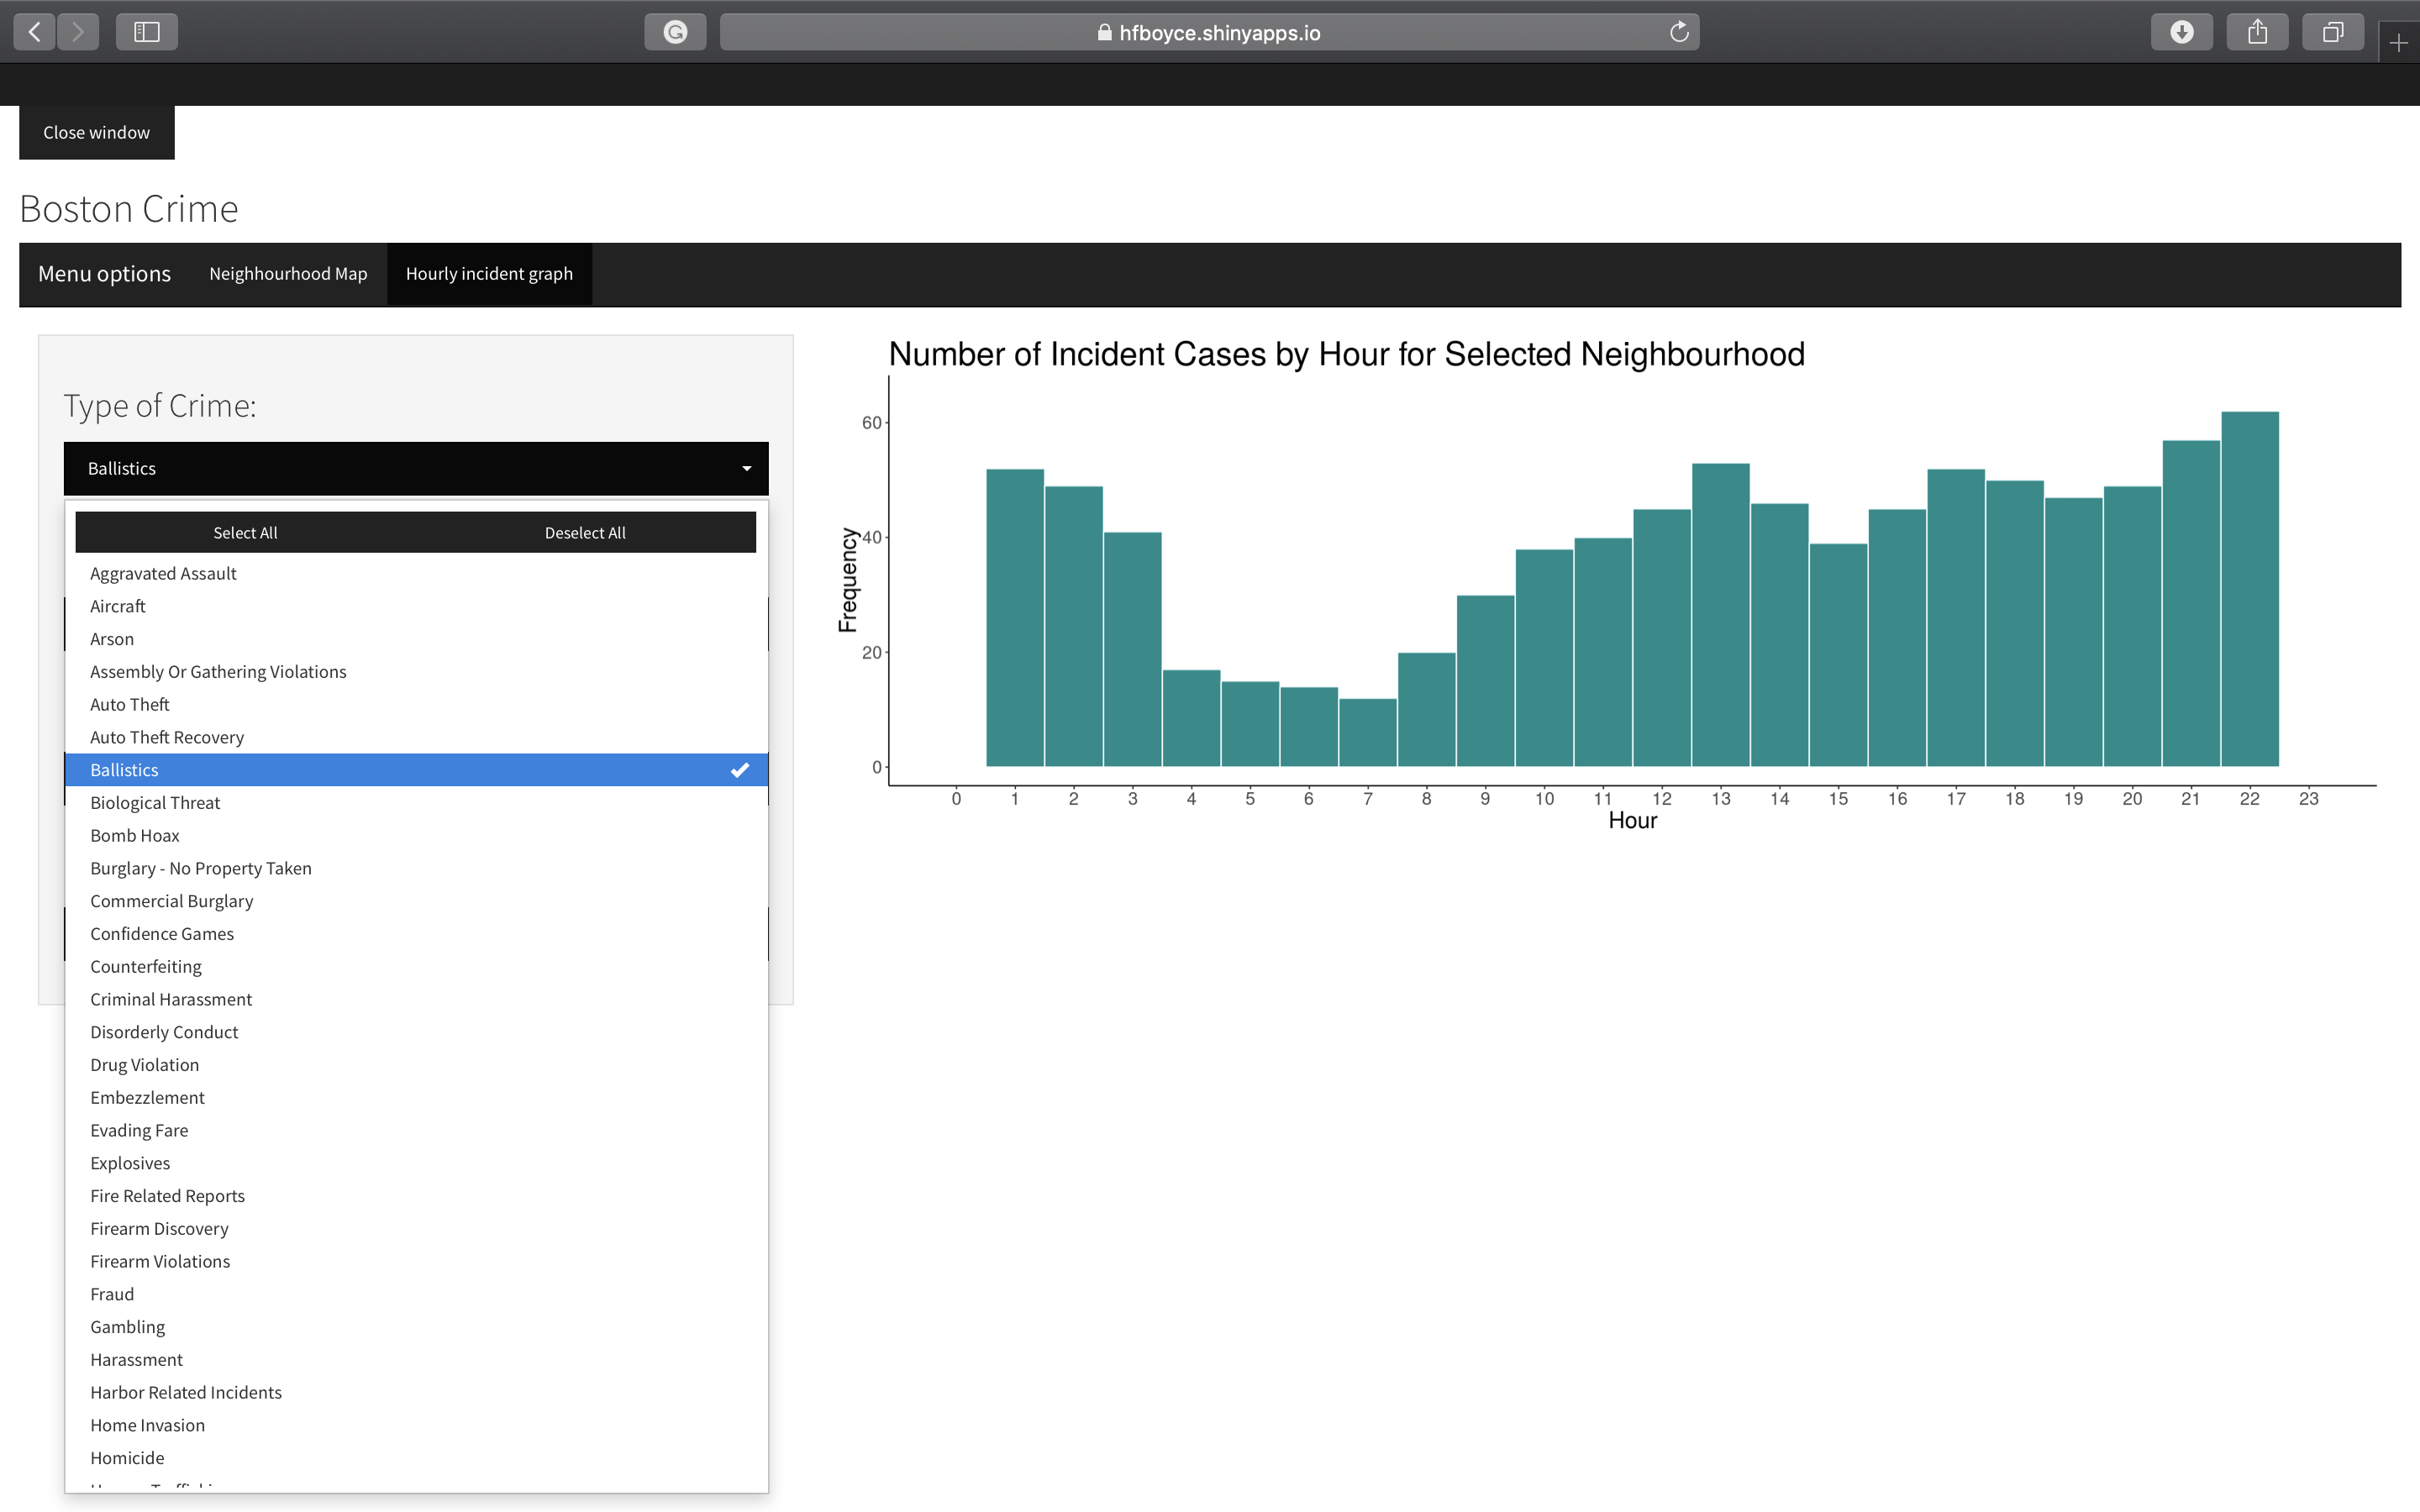 hfboyce.shinyapps.io
Close window
Boston Crime
Menu options Neighhourhood Map Hourly incident graph
Type of Crime:
Ballistics
Select All Deselect All
Aggravated Assault
Aircraft
Arson
Assembly Or Gathering Violations
Auto Theft
Auto Theft Recovery
Ballistics
Biological Threat
Bomb Hoax
Burglary - No Property Taken
Commercial Burglary
Confidence Games
Counterfeiting
Criminal Harassment
Disorderly Conduct
Drug Violation
Embezzlement
Evading Fare
Explosives
Fire Related Reports
Firearm Discovery
Firearm Violations
Fraud
Gambling
Harassment
Harbor Related Incidents
Home Invasion
Homicide
Number of Incident Cases by Hour for Selected Neighbourhood
Frequency
60
40
20
0
0 1 2 3 4 5 6 7 8 9 10 11 12 13 14 15 16 17 18 19 20 21 22 23
Hour